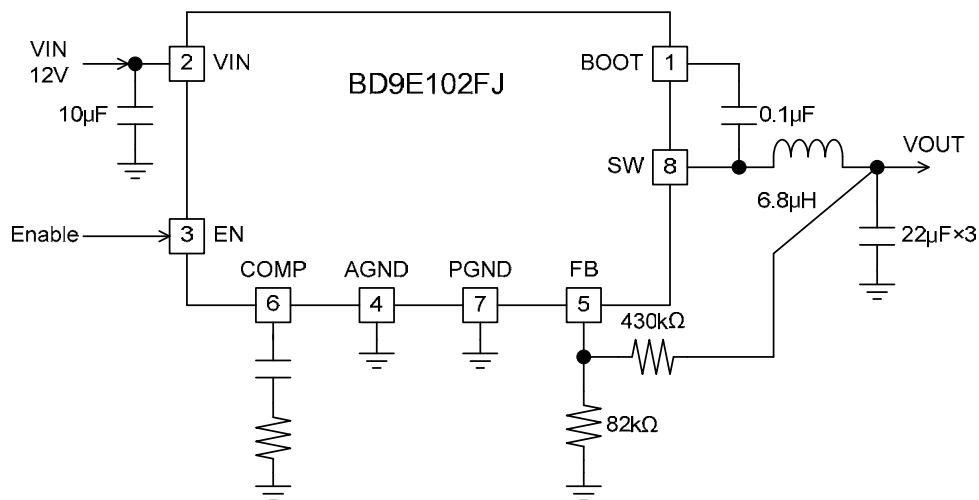 VIN
12V
2
VIN
BD9E102FJ
BOOT
1
10µF
0.1µF
SW
8
VOUT
6.8µH
Enable
3
EN
22µF×3
COMP
AGND
PGND
FB
6
4
7
5
430kΩ
82kΩ